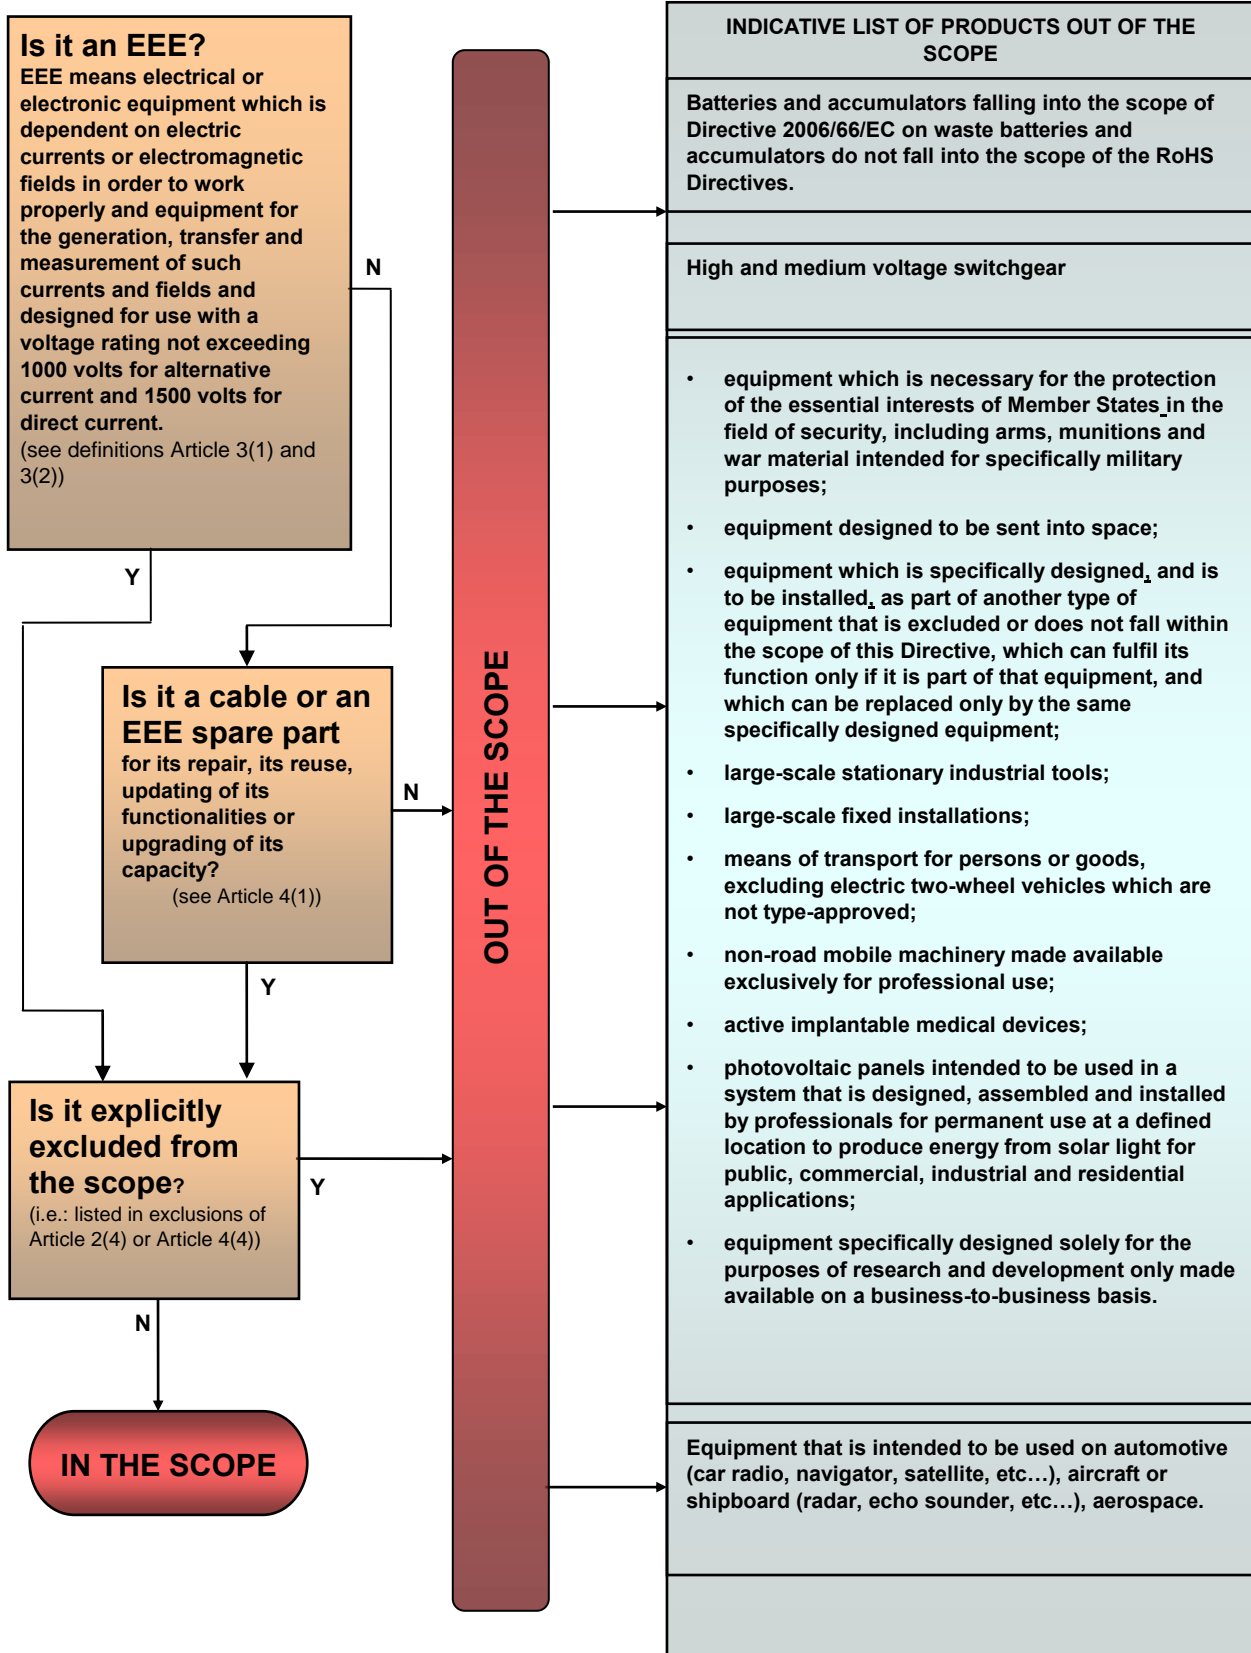 Is it an EEE?
EEE means electrical or
electronic equipment which is
dependent on electric
currents or electromagnetic
fields in order to work
properly and equipment for
the generation, transfer and
measurement of such
currents and fields and
designed for use with a
voltage rating not exceeding
1000 volts for alternative
current and 1500 volts for
direct current.
(see definitions Article 3(1) and
3(2))
N
Y
Is it a cable or an
EEE spare part
for its repair, its reuse,
updating of its
functionalities or
upgrading of its
capacity?
(see Article 4(1))
N
Y
Is it explicitly
excluded from
the scope?
(i.e.: listed in exclusions of
Article 2(4) or Article 4(4))
Y
N
IN THE SCOPE
OUT OF THE SCOPE
INDICATIVE LIST OF PRODUCTS OUT OF THE
SCOPE
Batteries and accumulators falling into the scope of
Directive 2006/66/EC on waste batteries and
accumulators do not fall into the scope of the RoHS
Directives.
High and medium voltage switchgear
• equipment which is necessary for the protection
of the essential interests of Member States in the
field of security, including arms, munitions and
war material intended for specifically military
purposes;
• equipment designed to be sent into space;
• equipment which is specifically designed, and is
to be installed, as part of another type of
equipment that is excluded or does not fall within
the scope of this Directive, which can fulfil its
function only if it is part of that equipment, and
which can be replaced only by the same
specifically designed equipment;
• large-scale stationary industrial tools;
• large-scale fixed installations;
• means of transport for persons or goods,
excluding electric two-wheel vehicles which are
not type-approved;
• non-road mobile machinery made available
exclusively for professional use;
• active implantable medical devices;
• photovoltaic panels intended to be used in a
system that is designed, assembled and installed
by professionals for permanent use at a defined
location to produce energy from solar light for
public, commercial, industrial and residential
applications;
• equipment specifically designed solely for the
purposes of research and development only made
available on a business-to-business basis.
Equipment that is intended to be used on automotive
(car radio, navigator, satellite, etc…), aircraft or
shipboard (radar, echo sounder, etc…), aerospace.